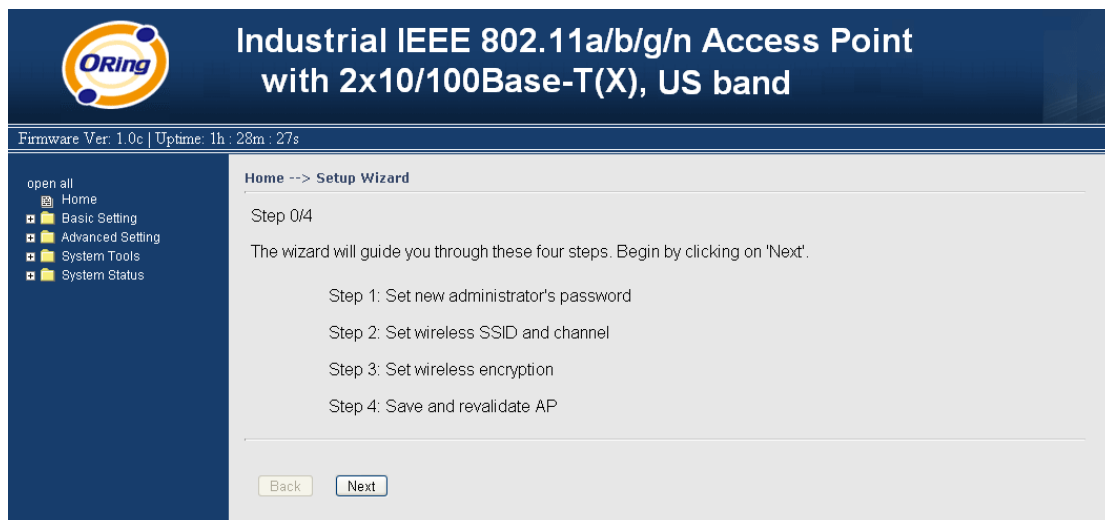 ORing
Industrial IEEE 802.11a/b/g/n Access Point
with 2x10/100Base-T(X), US band
Firmware Ver: 1.0c | Uptime: 1h : 28m : 27s
open all
Home
Basic Setting
Advanced Setting
System Tools
System Status
Home --> Setup Wizard
Step 0/4
The wizard will guide you through these four steps. Begin by clicking on 'Next'.
Step 1: Set new administrator's password
Step 2: Set wireless SSID and channel
Step 3: Set wireless encryption
Step 4: Save and revalidate AP
Back Next